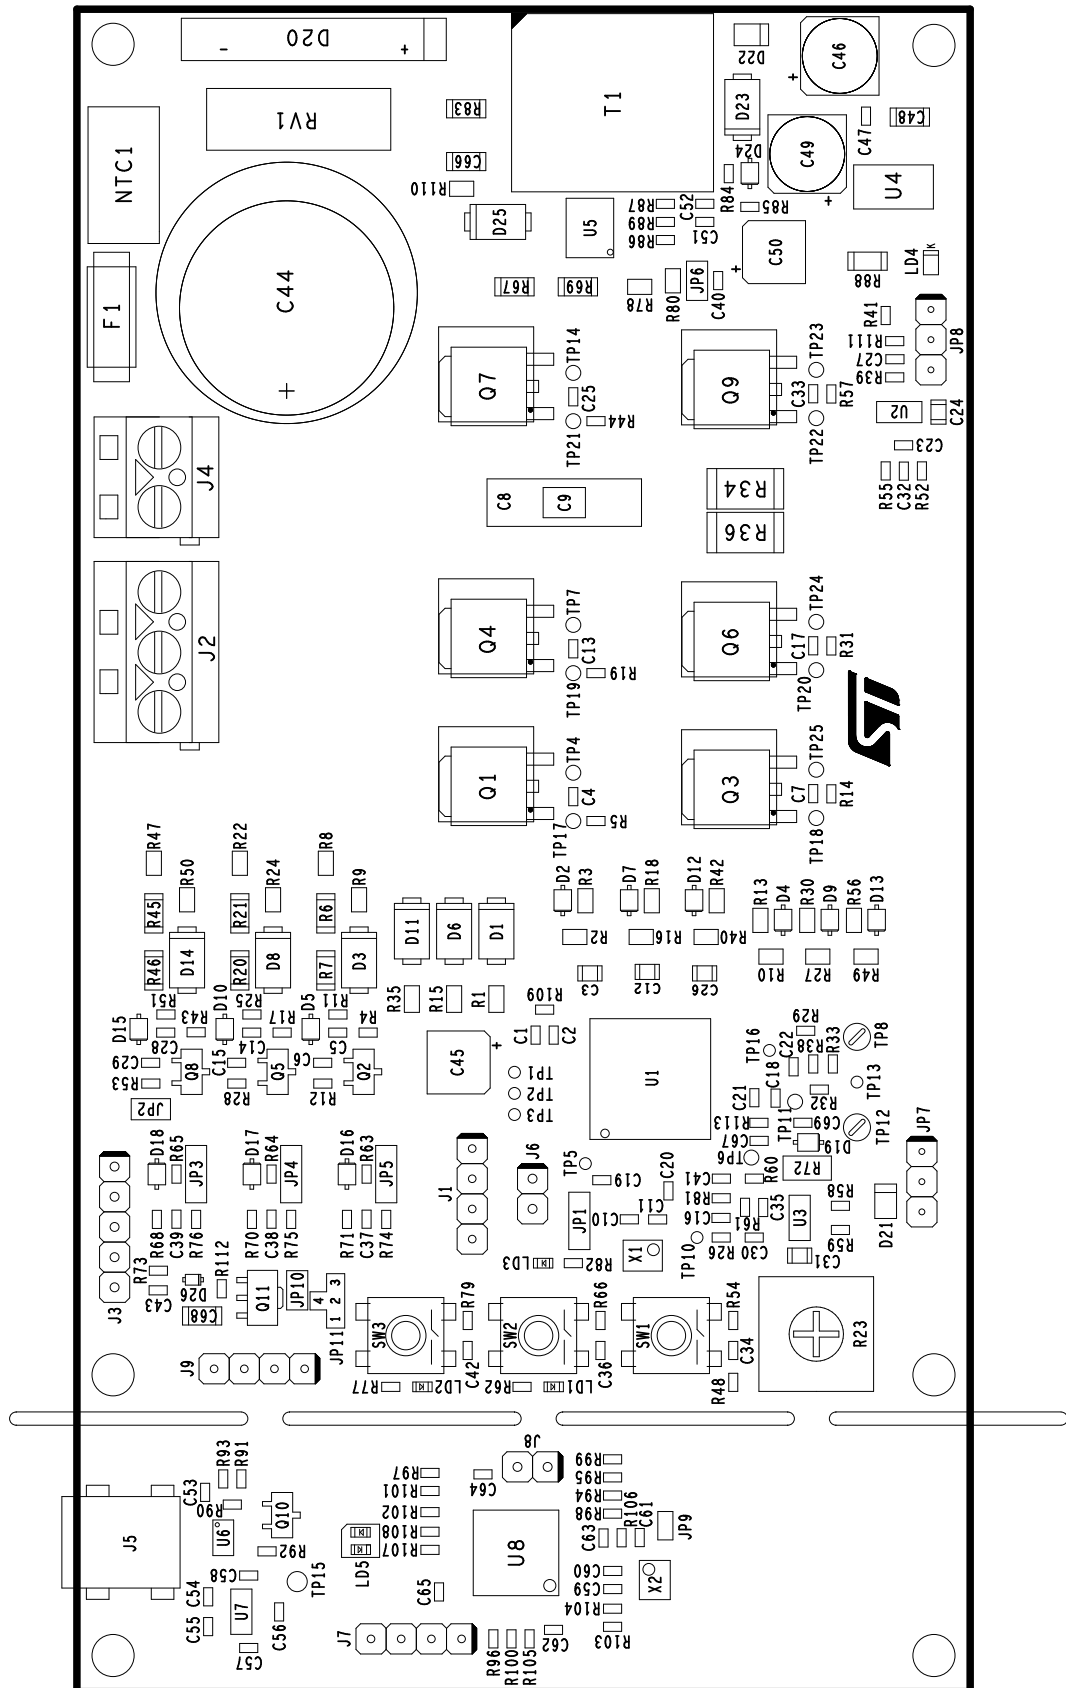 D20
-
+
D22
C46
+
T1
RV1
R83
D23
C47
C48
NTC1
C49
+
C66
D24
R110
R84
U4
R87
C52
R85
R89
C51
R86
D25
U5
C50
+
LD4
K
F1
C44
+
R67
R69
R78
R80
JP6
C40
R88
R41
R111
JP8
C27
R39
Q7
TP14
Q9
TP23
C25
C33
R57
R44
U2
C24
TP21
TP22
C23
J4
C8
C9
R34
R36
R55
C32
R52
J2
Q4
TP7
Q6
TP24
C13
C17
R31
R19
TP19
TP20
ST
Q1
TP4
Q3
TP25
C4
C7
R14
R5
TP17
TP18
R47
R22
R8
R50
R24
R9
D2
R3
D7
R18
D12
R42
R13
D4
R30
D9
R56
D13
R45
R21
R6
D11
D6
D1
R2
R16
R40
R46
D14
R20
D8
R7
D3
R10
R27
R49
C3
C12
C26
R51
D10
R25
D5
R11
R35
R15
R1
R109
D15
R43
R17
R4
C1
C2
R29
TP8
C28
C14
C5
TP16
C22
R38
R33
C29
Q8
C15
Q5
C6
Q2
C45
+
TP1
U1
C18
TP13
R53
R28
R12
TP2
C21
R32
JP2
TP3
TP11
C69
TP12
R113
C67
D19
JP7
D18
R65
D17
R64
D16
R63
J6
TP5
TP6
R72
JP3
JP4
JP5
J1
C19
C20
C41
R60
R81
R58
R68
C39
R76
R70
C38
R75
R71
C37
R74
JP1
C10
C11
C16
R61
C35
U3
D21
R73
R112
LD3
R82
X1
TP10
R26
C30
R59
C31
J3
C43
D26
Q11
JP10
4
3
2
1
C68
JP11
SW3
R79
SW2
R66
SW1
R54
R23
J9
C42
C36
C34
R77
LD2
R62
LD1
R48
R93
R91
J8
R99
R97
R95
C53
C64
R101
R94
R90
R102
R98
R106
C61
J5
Q10
U6
R108
U8
C63
JP9
R92
R107
LD5
C58
TP15
C60
C54
C65
C59
X2
U7
R104
C55
C56
J7
C62
R103
C57
R96
R100
R105